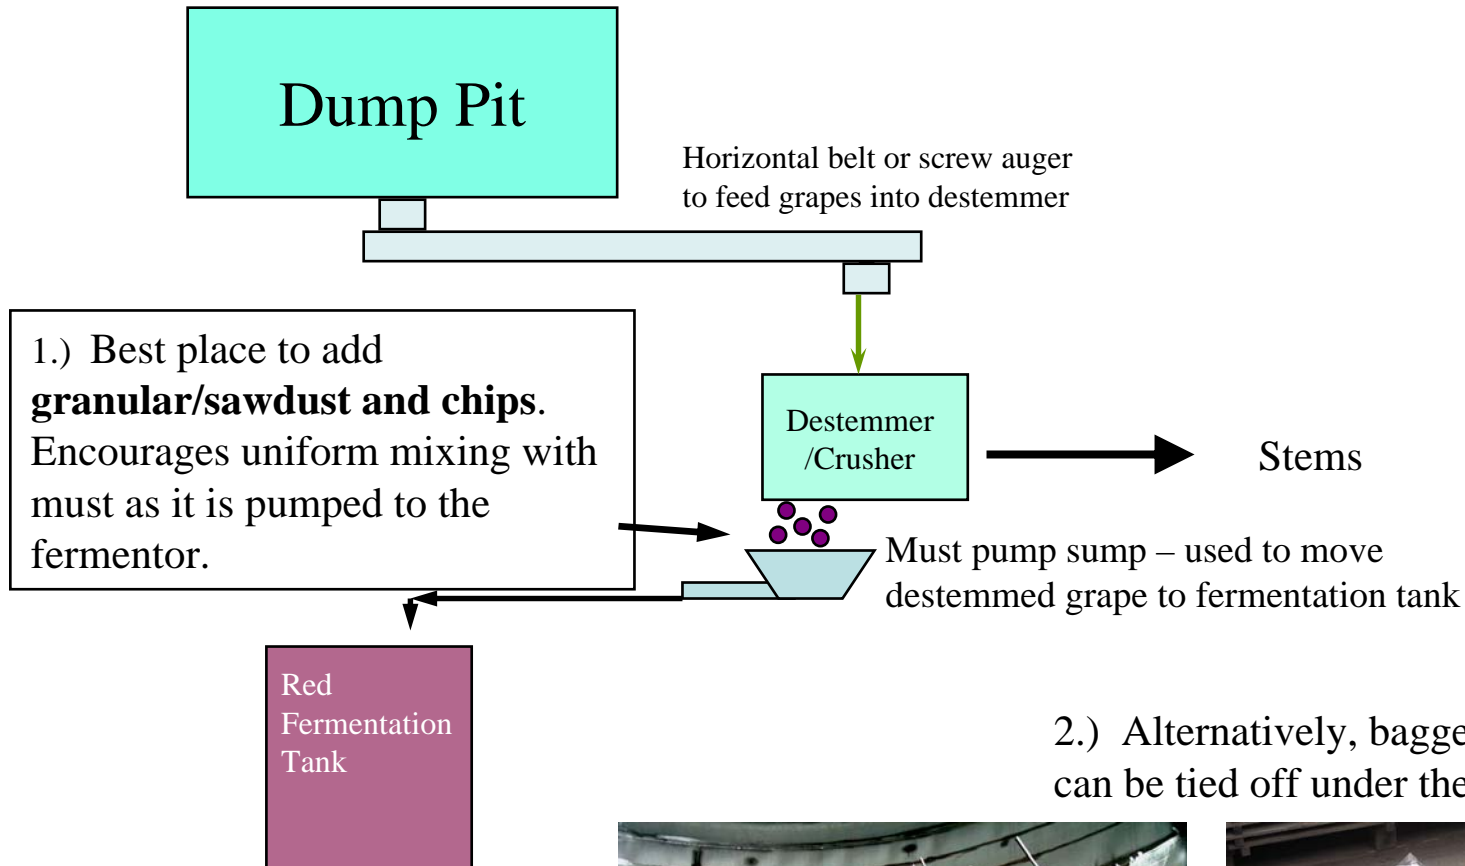 Dump Pit
Horizontal belt or screw auger
to feed grapes into destemmer
1.) Best place to add
granular/sawdust and chips.
Encourages uniform mixing with
must as it is pumped to the
fermentor.
Destemmer
/Crusher
Stems
Must pump sump – used to move
destemmed grape to fermentation tank
Red
Fermentation
Tank
2.) Alternatively, bagge
can be tied off under the